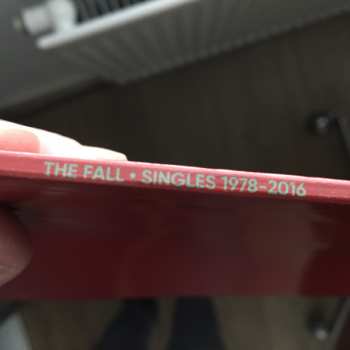 THE FALL • SINGLES 1978-2016